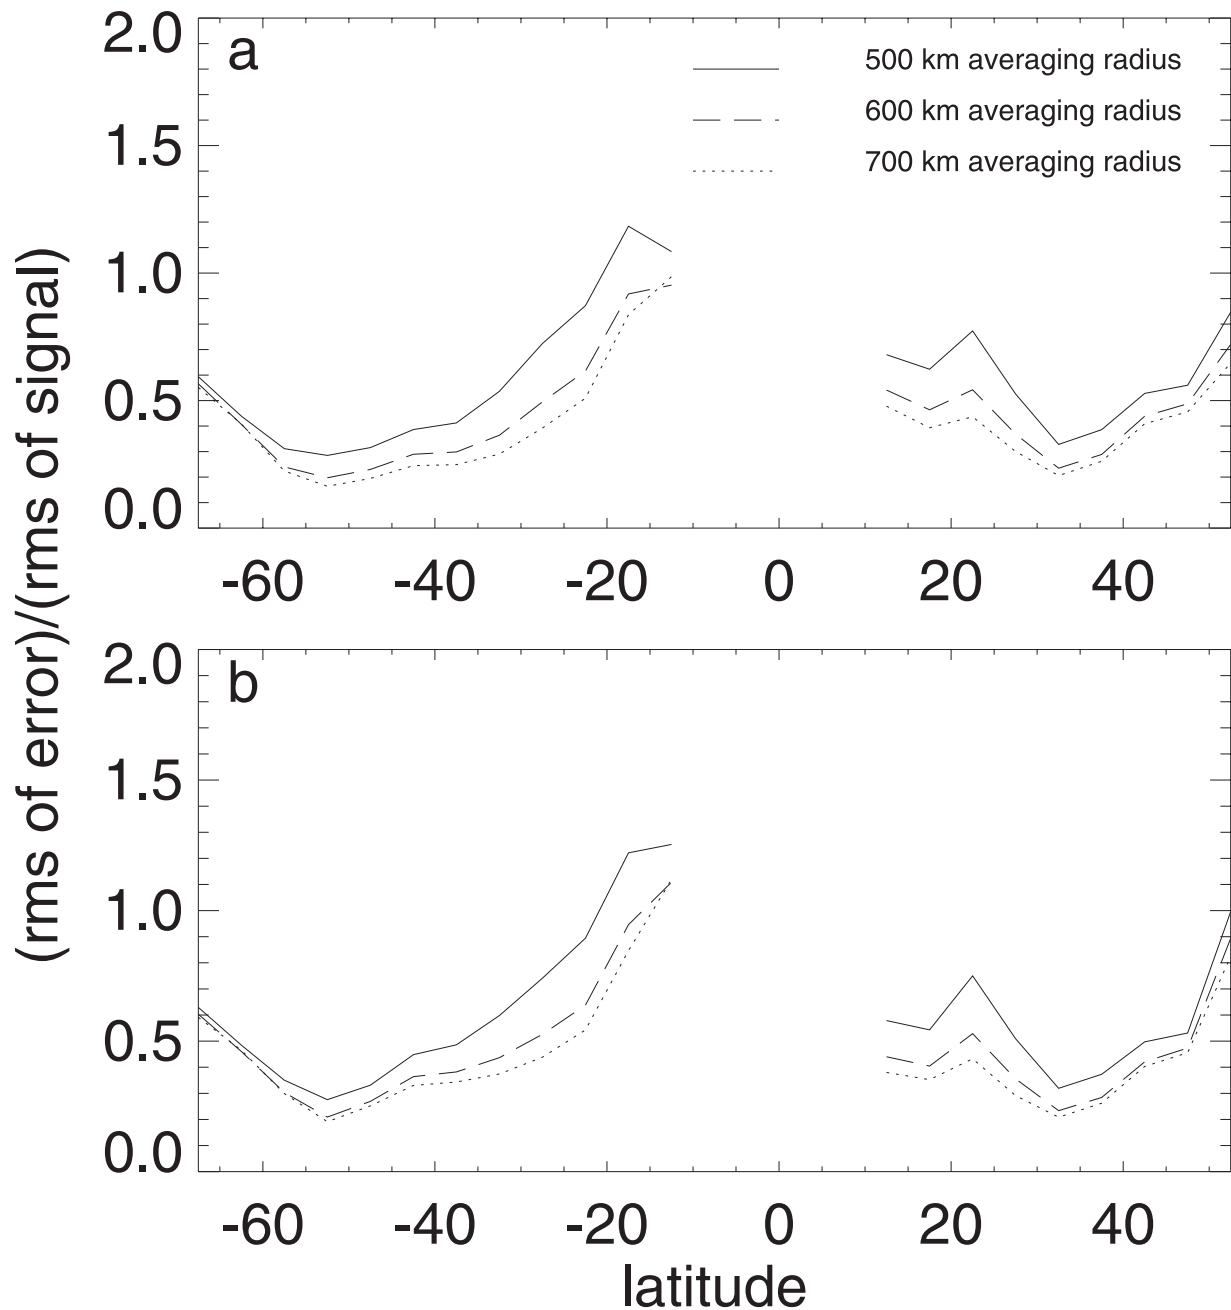 (rms of error)/(rms of signal)
a
500 km averaging radius
600 km averaging radius
700 km averaging radius
2.0
1.5
1.0
0.5
0.0
-60 -40 -20 0 20 40
b
2.0
1.5
1.0
0.5
0.0
-60 -40 -20 0 20 40
latitude